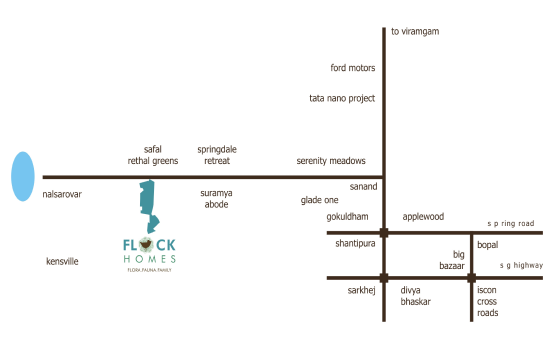 to viramgam
ford motors
tata nano project
safal
rethal greens
springdale
retreat
serenity meadows
nalsarovar
suramya
abode
sanand
glade one
gokuldham
applewood
s p ring road
FLOCK
HOMES
FLORA FAUNA FAMILY
shantipura
bopal
kensville
big
bazaar
s g highway
sarkhej
divya
bhaskar
iscon
cross
roads